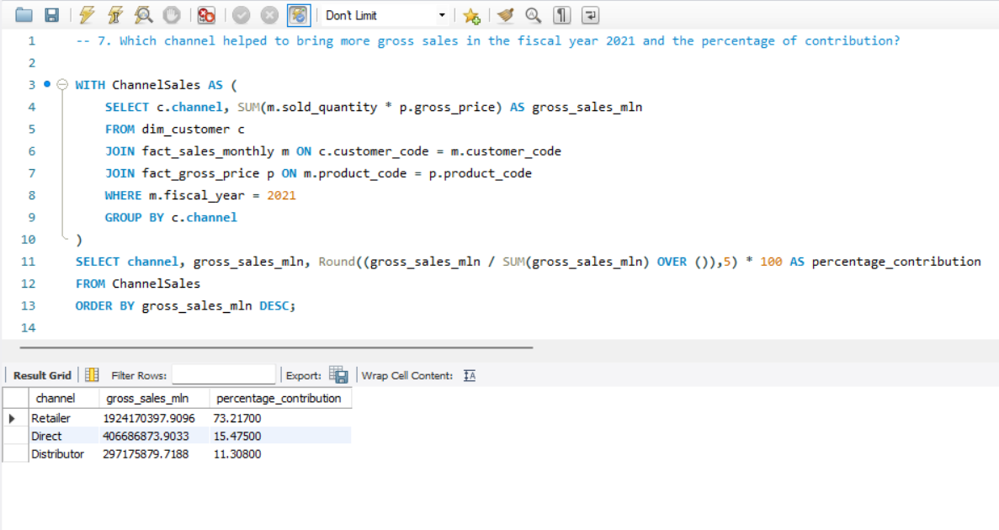 Don't Limit
1 -- 7. Which channel helped to bring more gross sales in the fiscal year 2021 and the percentage of contribution?
2
3 WITH ChannelSales AS (
4 SELECT c.channel, SUM(m.sold_quantity * p.gross_price) AS gross_sales_mln
5 FROM dim_customer c
6 JOIN fact_sales_monthly m ON c.customer_code = m.customer_code
7 JOIN fact_gross_price p ON m.product_code = p.product_code
8 WHERE m.fiscal_year = 2021
9 GROUP BY c.channel
10 )
11 SELECT channel, gross_sales_mln, Round((gross_sales_mln / SUM(gross_sales_mln) OVER ()),5) * 100 AS percentage_contribution
12 FROM ChannelSales
13 ORDER BY gross_sales_mln DESC;
14
Result Grid Filter Rows: Export: Wrap Cell Content: IA
channel gross_sales_mln percentage_contribution
Retailer 1924170397.9096 73.21700
Direct 406686873.9033 15.47500
Distributor 297175879.7188 11.30800